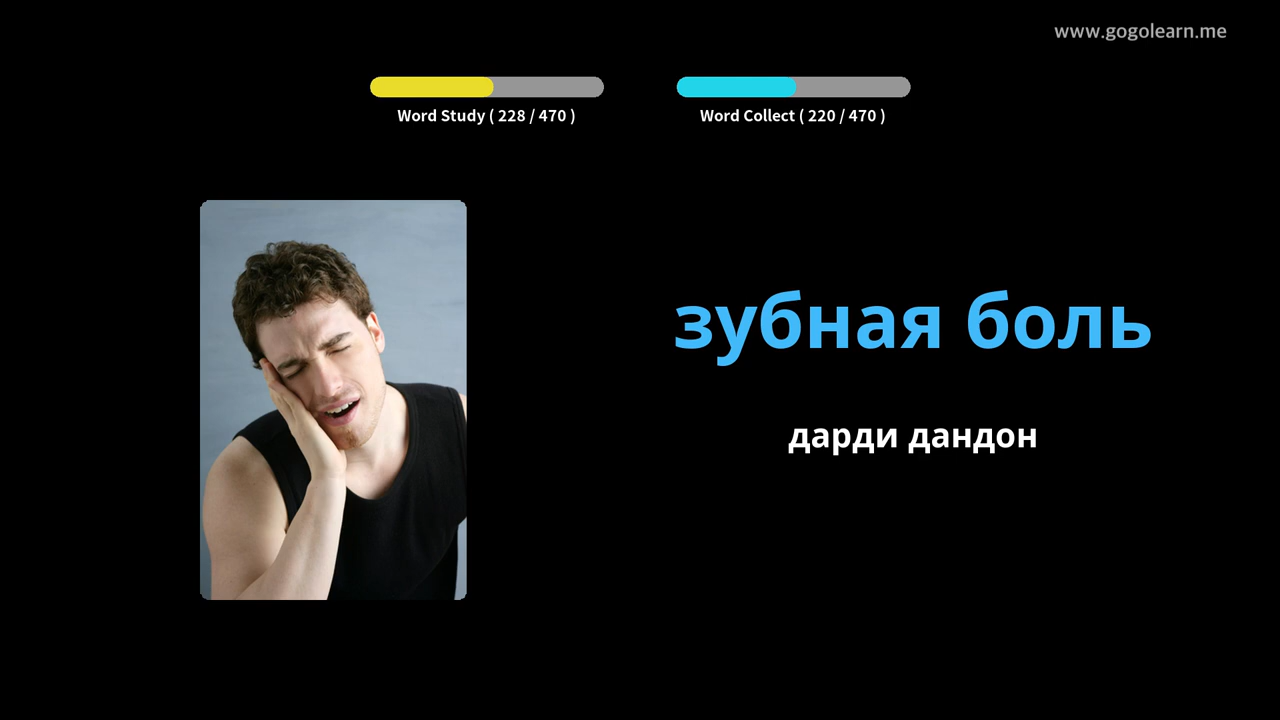 www.gogolearn.me
Word Study ( 228 / 470 )
Word Collect ( 220 / 470 )
зубная боль
дарди дандон